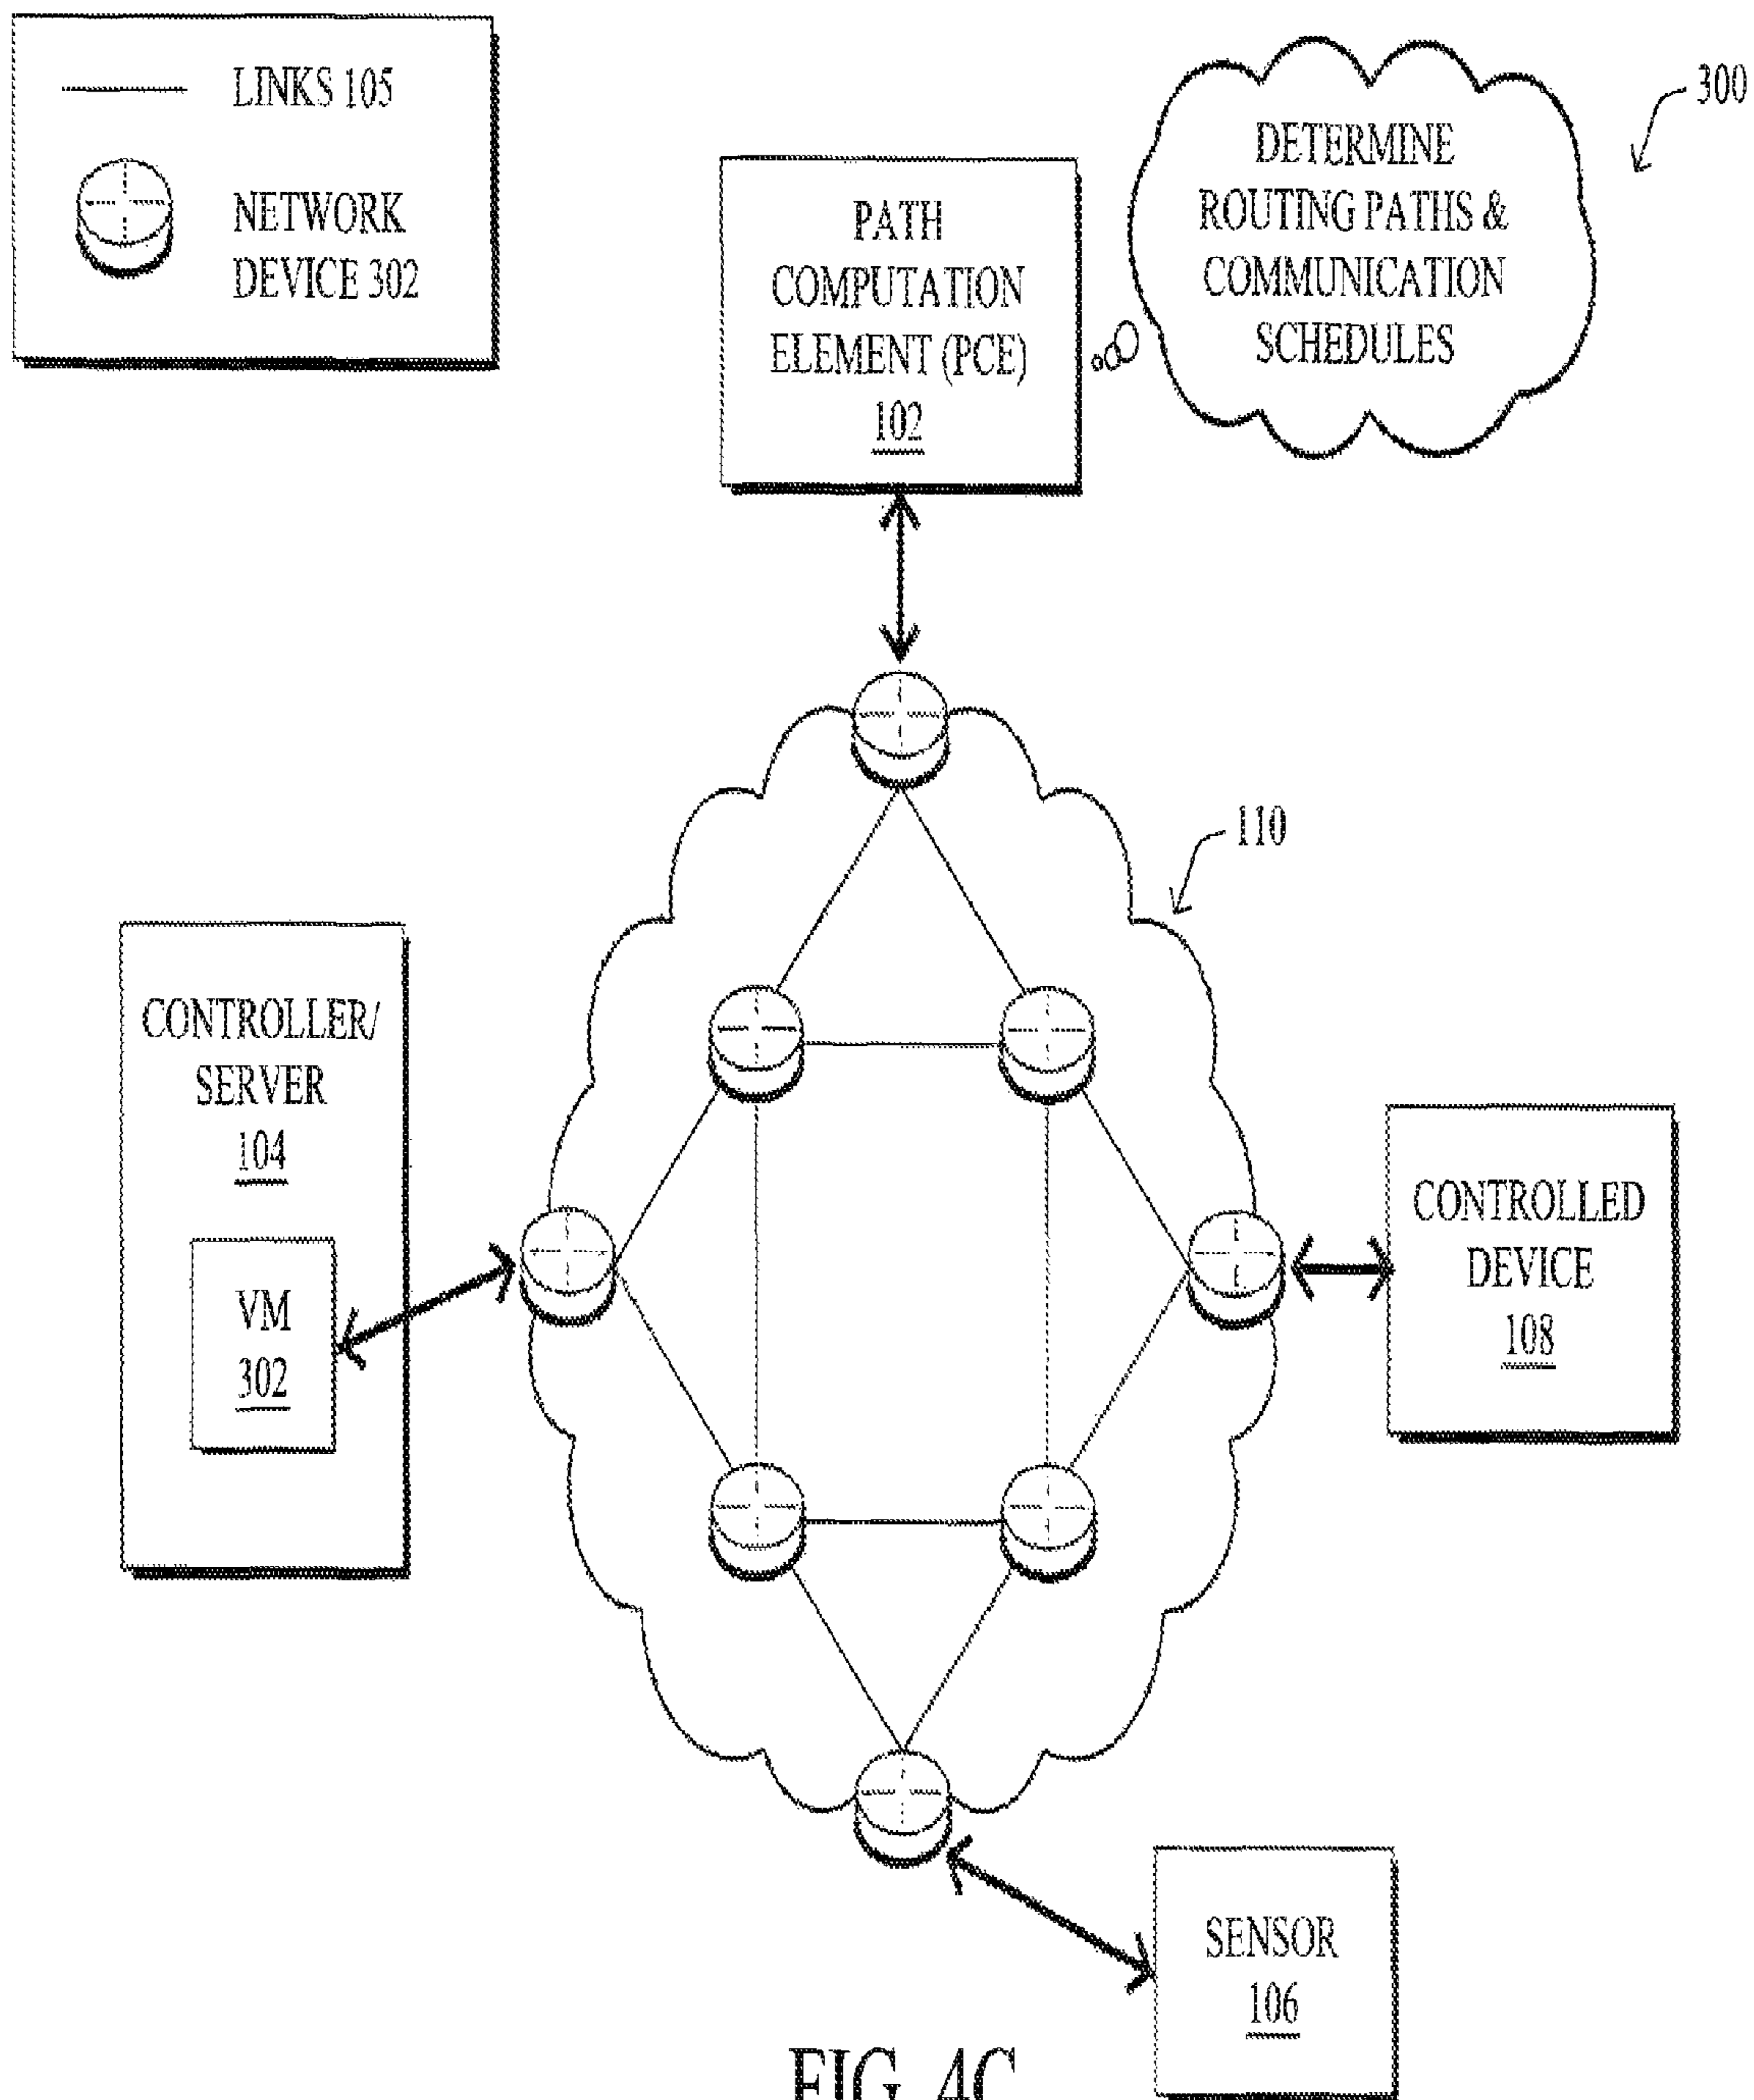 LINKS 105
NETWORK
DEVICE 302
PATH
COMPUTATION
ELEMENT (PCE)
102
DETERMINE
ROUTING PATHS &
COMMUNICATION
SCHEDULES
300
110
CONTROLLER/
SERVER
104
VM
302
CONTROLLED
DEVICE
108
SENSOR
106
FIG. 4C